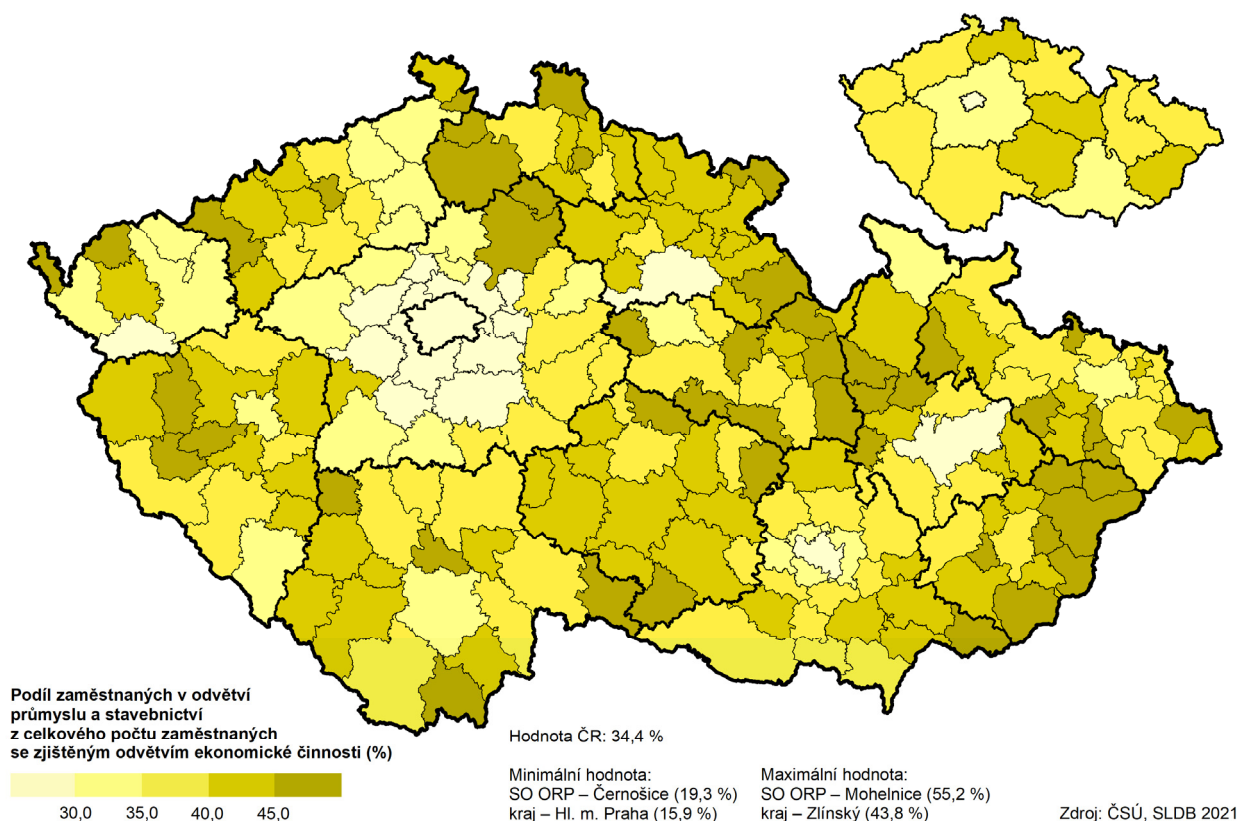 Podíl zaměstnaných v odvětví
průmyslu a stavebnictví
z celkového počtu zaměstnaných
se zjištěným odvětvím ekonomické činnosti (%)
30,0 35,0 40,0 45,0
Hodnota ČR: 34,4 %
Minimální hodnota:
SO ORP – Černošice (19,3 %)
kraj – Hl. m. Praha (15,9 %)
Maximální hodnota:
SO ORP – Mohelnice (55,2 %)
kraj – Zlínský (43,8 %)
Zdroj: ČSÚ, SLDB 2021